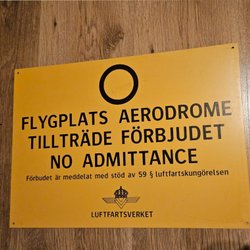 FLYGPLATS AERODROME
TILLTRÄDE FÖRBJUDET
NO ADMITTANCE
Förbudet är meddelat med stöd av 59 § luftfartskungörelsen
LUFTFARTSVERKET